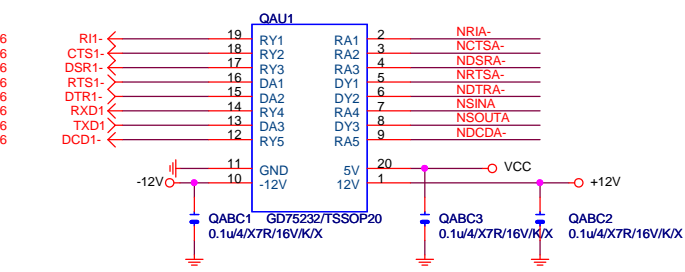 QAU1
6 RI1- 19 RY1 RA1 2 NRIA-
6 CTS1- 18 RY2 RA2 3 NCTSA-
6 DSR1- 17 RY3 RA3 4 NDSRA-
6 RTS1- 16 DA1 DY1 5 NRTSA-
6 DTR1- 15 DA2 DY2 6 NDTRA-
6 RXD1 14 RY4 RA4 7 NSINA
6 TXD1 13 DA3 DY3 8 NSOUTA
6 DCD1- 12 RY5 RA5 9 NDCDA-
11 GND 5V 20 VCC
-12V 10 -12V 12V 1 +12V
QABC1 GD75232/TSSOP20 QABC3 QABC2
0.1u/4/X7R/16V/K/X 0.1u/4/X7R/16V/K/X 0.1u/4/X7R/16V/K/X